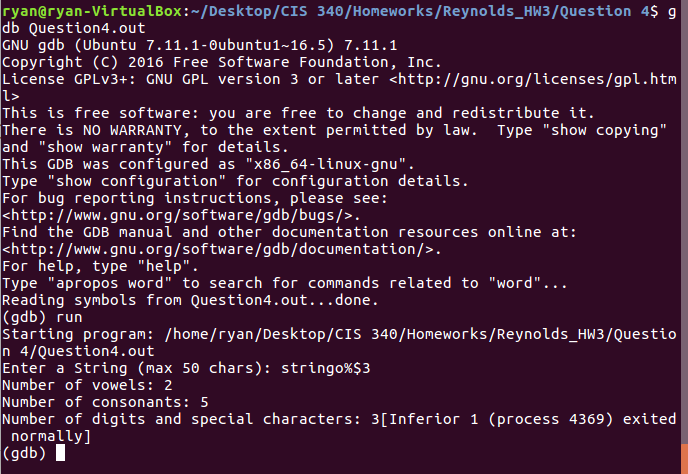 ryan@ryan-VirtualBox:~/Desktop/CIS 340/Homeworks/Reynolds_HW3/Question 4$ g
db Question4.out
GNU gdb (Ubuntu 7.11.1-0ubuntu1~16.5) 7.11.1
Copyright (C) 2016 Free Software Foundation, Inc.
License GPLv3+: GNU GPL version 3 or later <http://gnu.org/licenses/gpl.htm
l>
This is free software: you are free to change and redistribute it.
There is NO WARRANTY, to the extent permitted by law.  Type "show copying"
and "show warranty" for details.
This GDB was configured as "x86_64-linux-gnu".
Type "show configuration" for configuration details.
For bug reporting instructions, please see:
<http://www.gnu.org/software/gdb/bugs/>.
Find the GDB manual and other documentation resources online at:
<http://www.gnu.org/software/gdb/documentation/>.
For help, type "help".
Type "apropos word" to search for commands related to "word"...
Reading symbols from Question4.out...done.
(gdb) run
Starting program: /home/ryan/Desktop/CIS 340/Homeworks/Reynolds_HW3/Questio
n 4/Question4.out
Enter a String (max 50 chars): stringo%$3
Number of vowels: 2
Number of consonants: 5
Number of digits and special characters: 3[Inferior 1 (process 4369) exited
 normally]
(gdb)